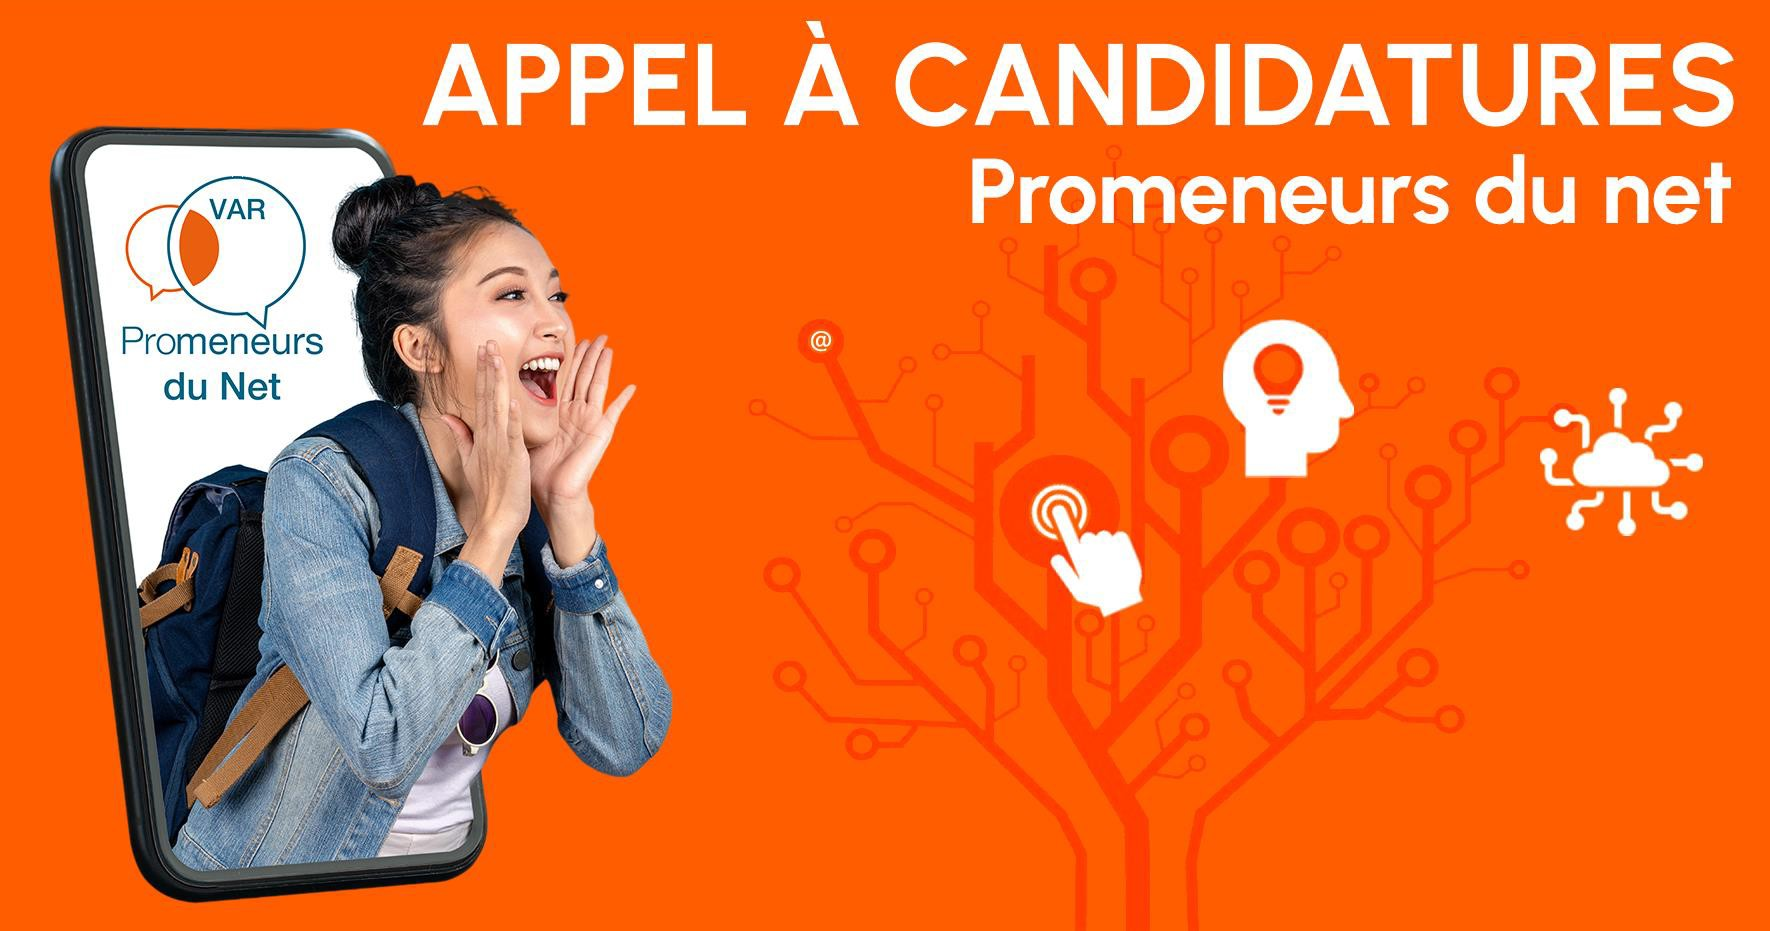 APPEL À CANDIDATURES
Promeneurs du net
VAR
Promeneurs
du Net
@